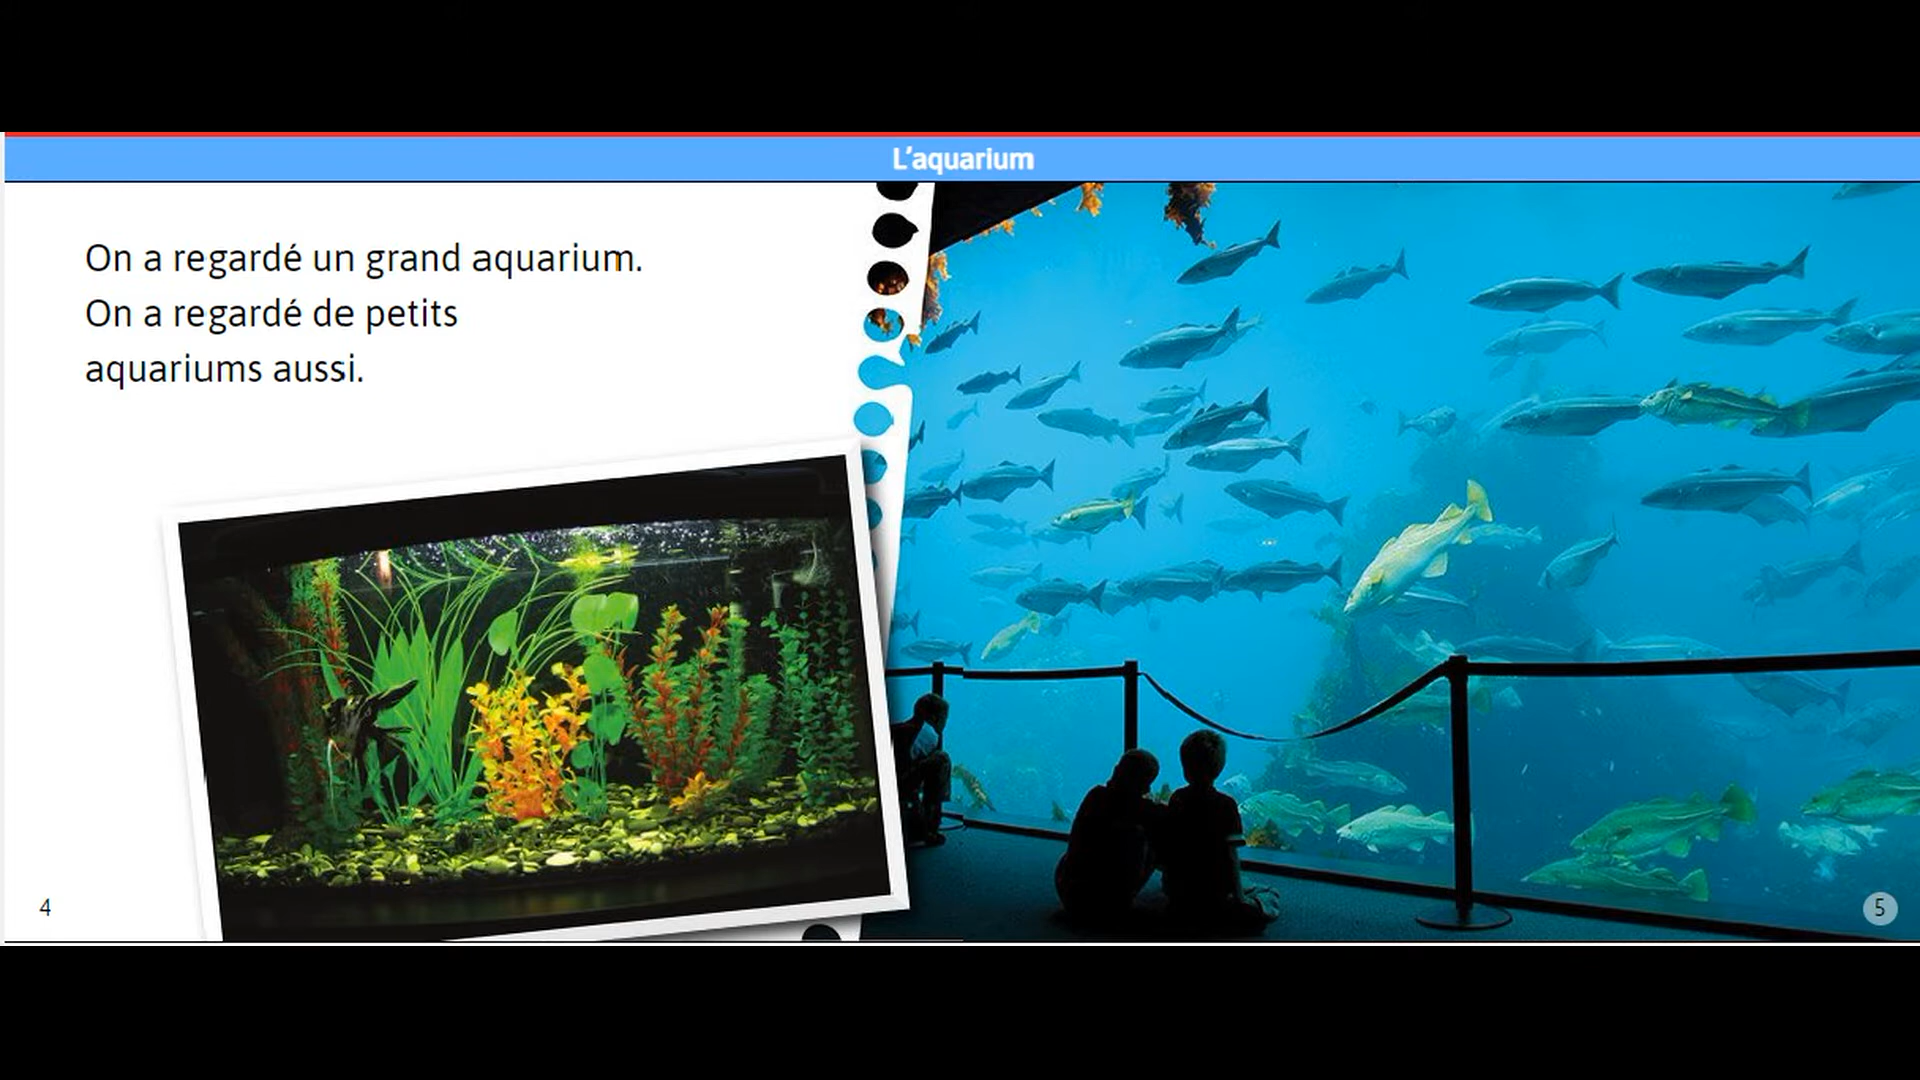 L'aquarium
On a regardé un grand aquarium.
On a regardé de petits
aquariums aussi.
4
5